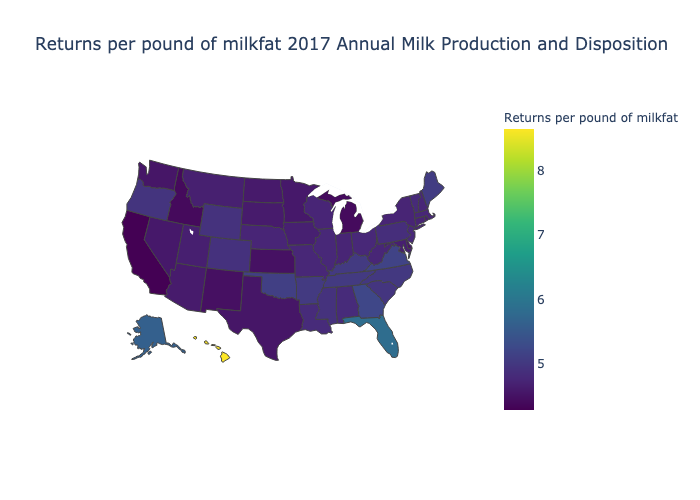 Returns per pound of milkfat 2017 Annual Milk Production and Disposition
Returns per pound of milkfat
8
7
6
5